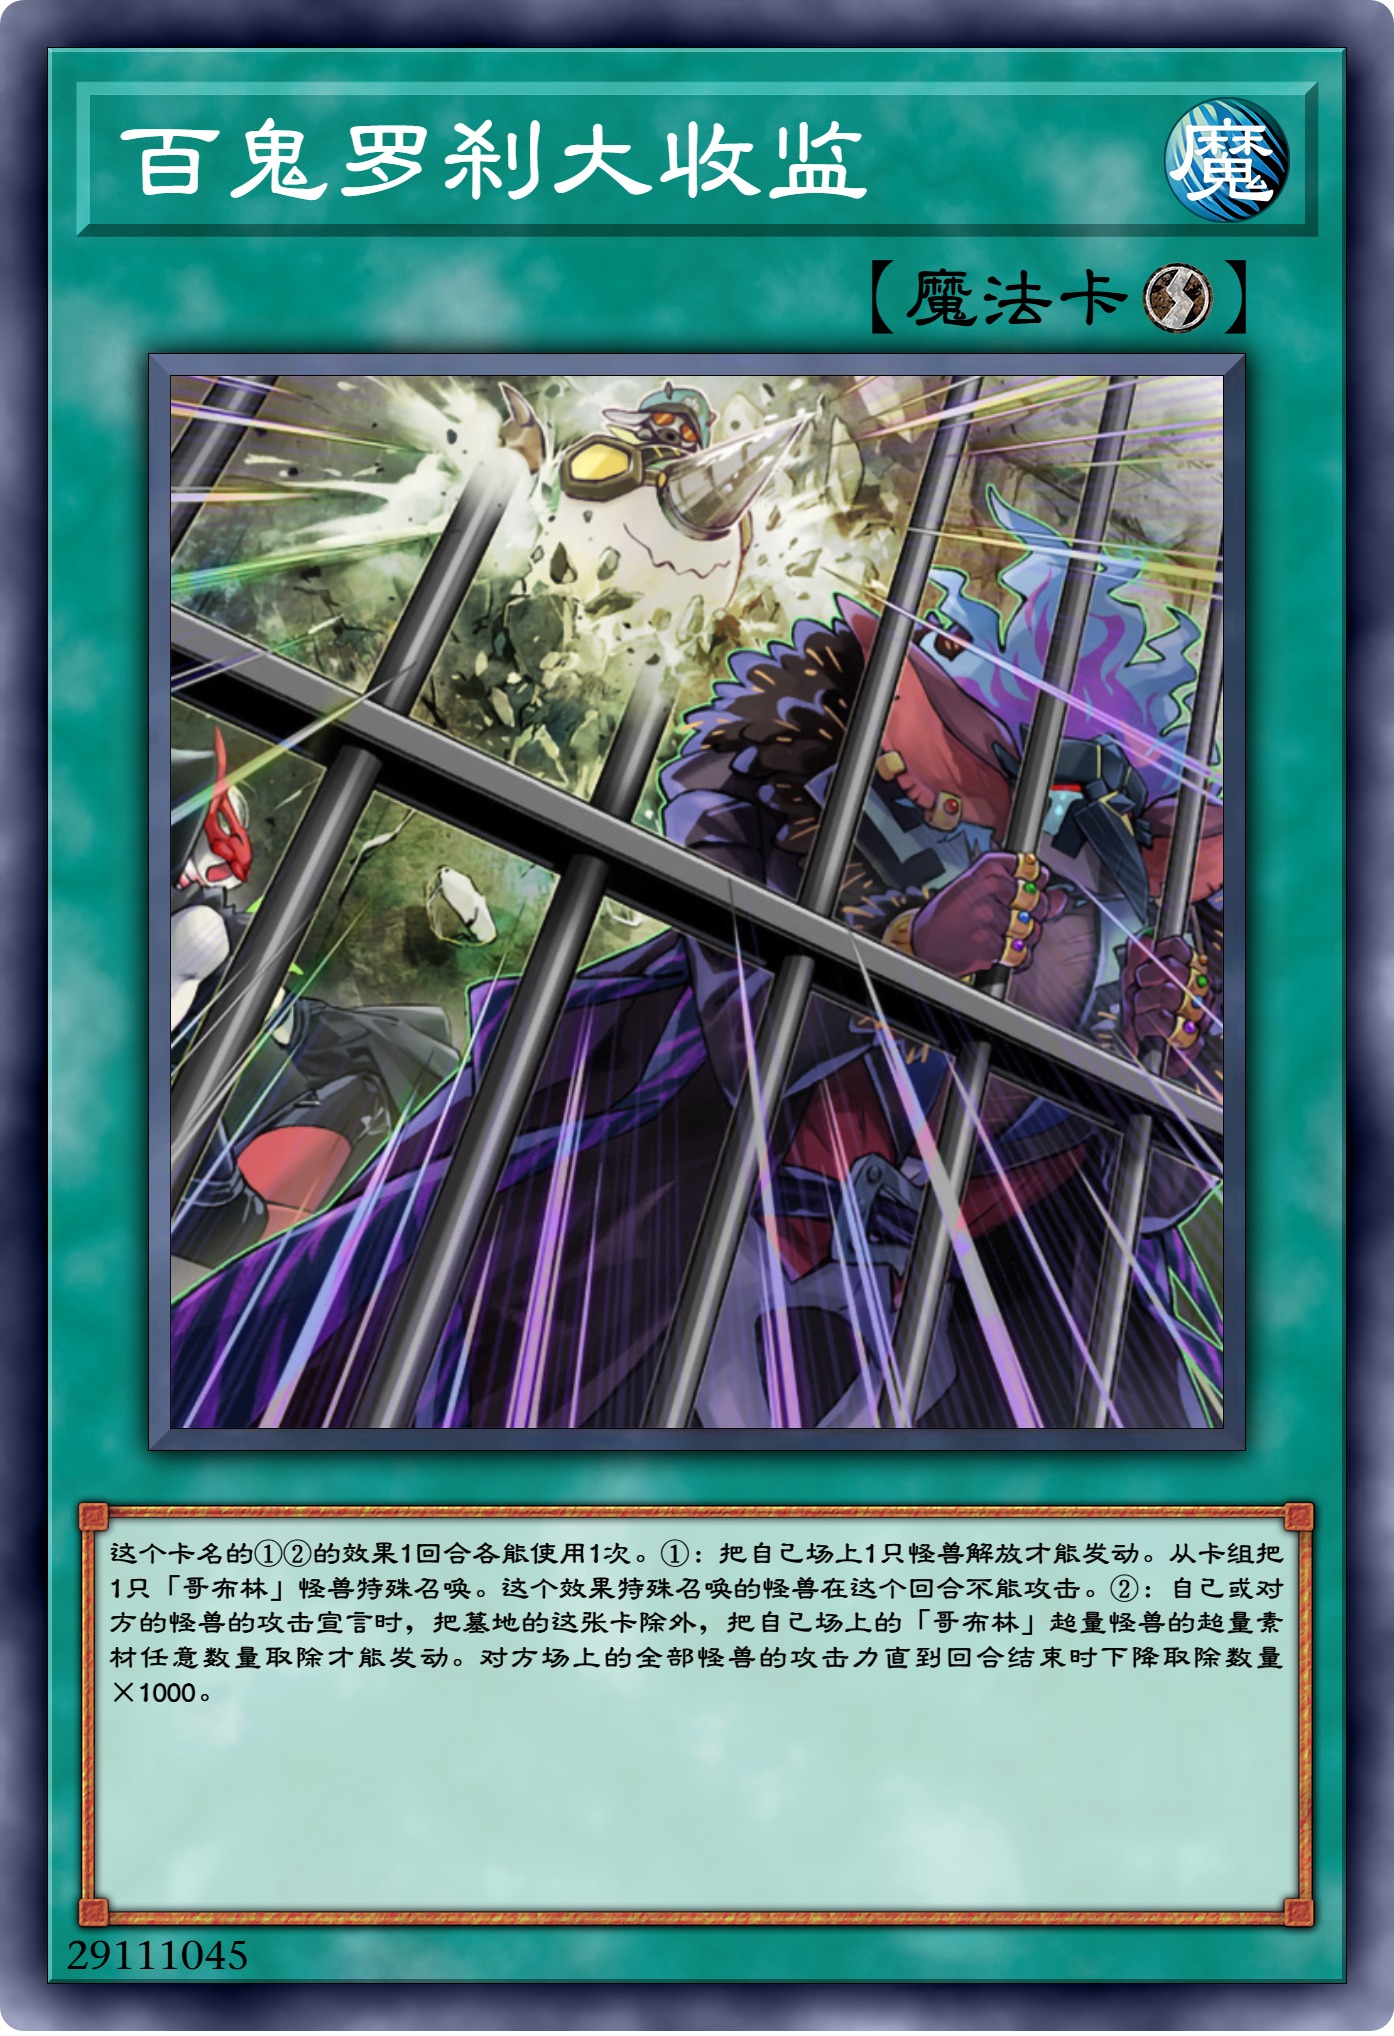 百鬼罗刹大收监
魔
【魔法卡】
这个卡名的①②的效果1回合各能使用1次。①：把自己场上1只怪兽解放才能发动。从卡组把
1只「哥布林」怪兽特殊召唤。这个效果特殊召唤的怪兽在这个回合不能攻击。②：自己或对
方的怪兽的攻击宣言时，把墓地的这张卡除外，把自己场上的「哥布林」超量怪兽的超量素
材任意数量取除才能发动。对方场上的全部怪兽的攻击力直到回合结束时下降取除数量
×1000。
29111045